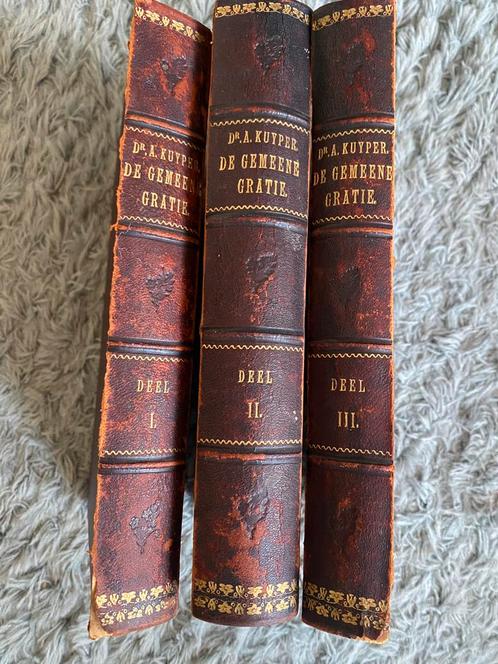 DR. A. KUYPER.
DE GEMEENE
GRATIE.
DEEL
I.
DR. A. KUYPER.
DE GEMEENE
GRATIE.
DEEL
II.
DR. A. KUYPER.
DE GEMEENE
GRATIE.
DEEL
III.